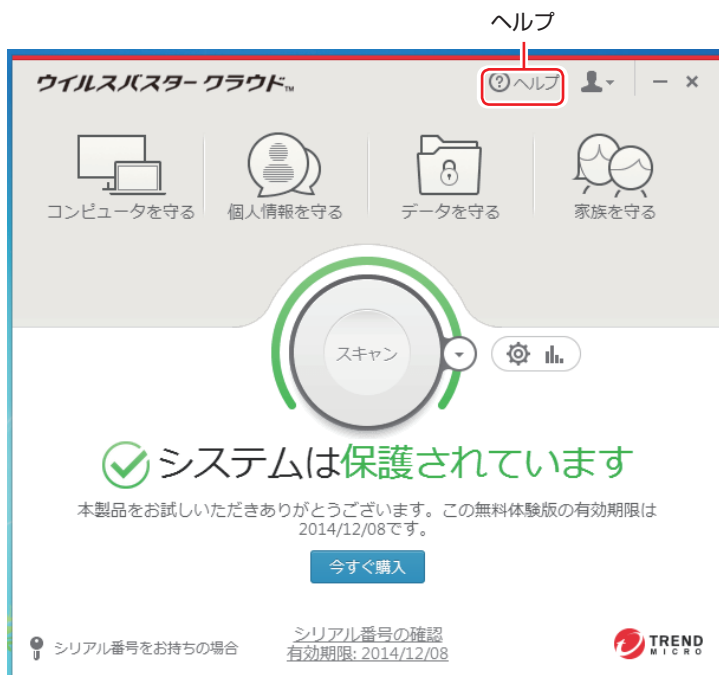 ヘルプ
ウイルスバスター クラウド™
ヘルプ
コンピュータを守る
個人情報を守る
データを守る
家族を守る
スキャン
システムは保護されています
本製品をお試しいただきありがとうございます。この無料体験版の有効期限は
2014/12/08です。
今すぐ購入
シリアル番号をお持ちの場合
シリアル番号の確認
有効期限: 2014/12/08
TREND
MICRO